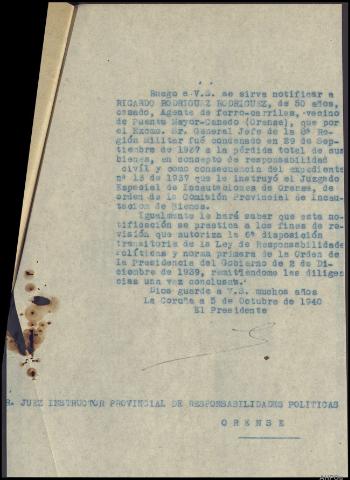 Ruego a V.S. se sirva notificar a
RICARDO RODRIGUEZ RODRIGUEZ, de 50 años,
casado, Agente de ferro-carriles, vecino
de Puente Mayor-Canedo (Orense), que por
el Excmo. Sr. General Jefe de la 8ª Re-
gión Militar fué condenado en 29 de Sep-
tiembre de 1937 a la pérdida total de sus
bienes, en concepto de responsabilidad
civil y como consecuencia del expediente
nº 13 de 1937 que le instruyó el Juzgado
Especial de Incautaciones de Orense, de
orden de la Comisión Provincial de Incau-
tacion de Bienes.
Igualmente le hará saber que esta no-
tificación se practica a los fines de re-
visión que autoriza la 6ª disposición
transitoria de la Ley de Responsabilidades
Políticas y norma primera de la Orden de
la Presidencia del Gobierno de 2 de Di-
ciembre de 1939, remitiendome las diligen-
cias una vez conclusas.
Dios guarde a V.S. muchos años
La Coruña a 5 de Octubre de 1940
El Presidente
R. JUEZ INSTRUCTOR PROVINCIAL DE RESPONSABILIDADES POLITICAS
ORENSE